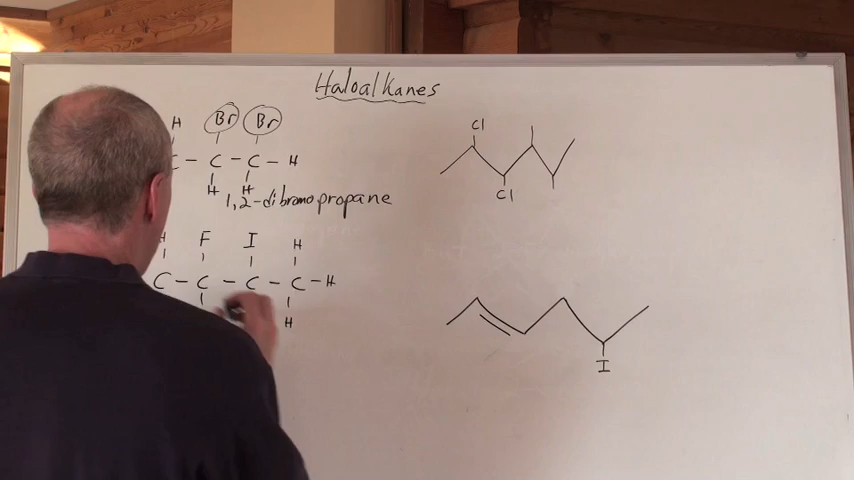 Haloalkanes
H Br Br
C - C - C - H
H H
1,2-dibromopropane
H F I H
C - C - C - C - H
H
Cl
Cl
I